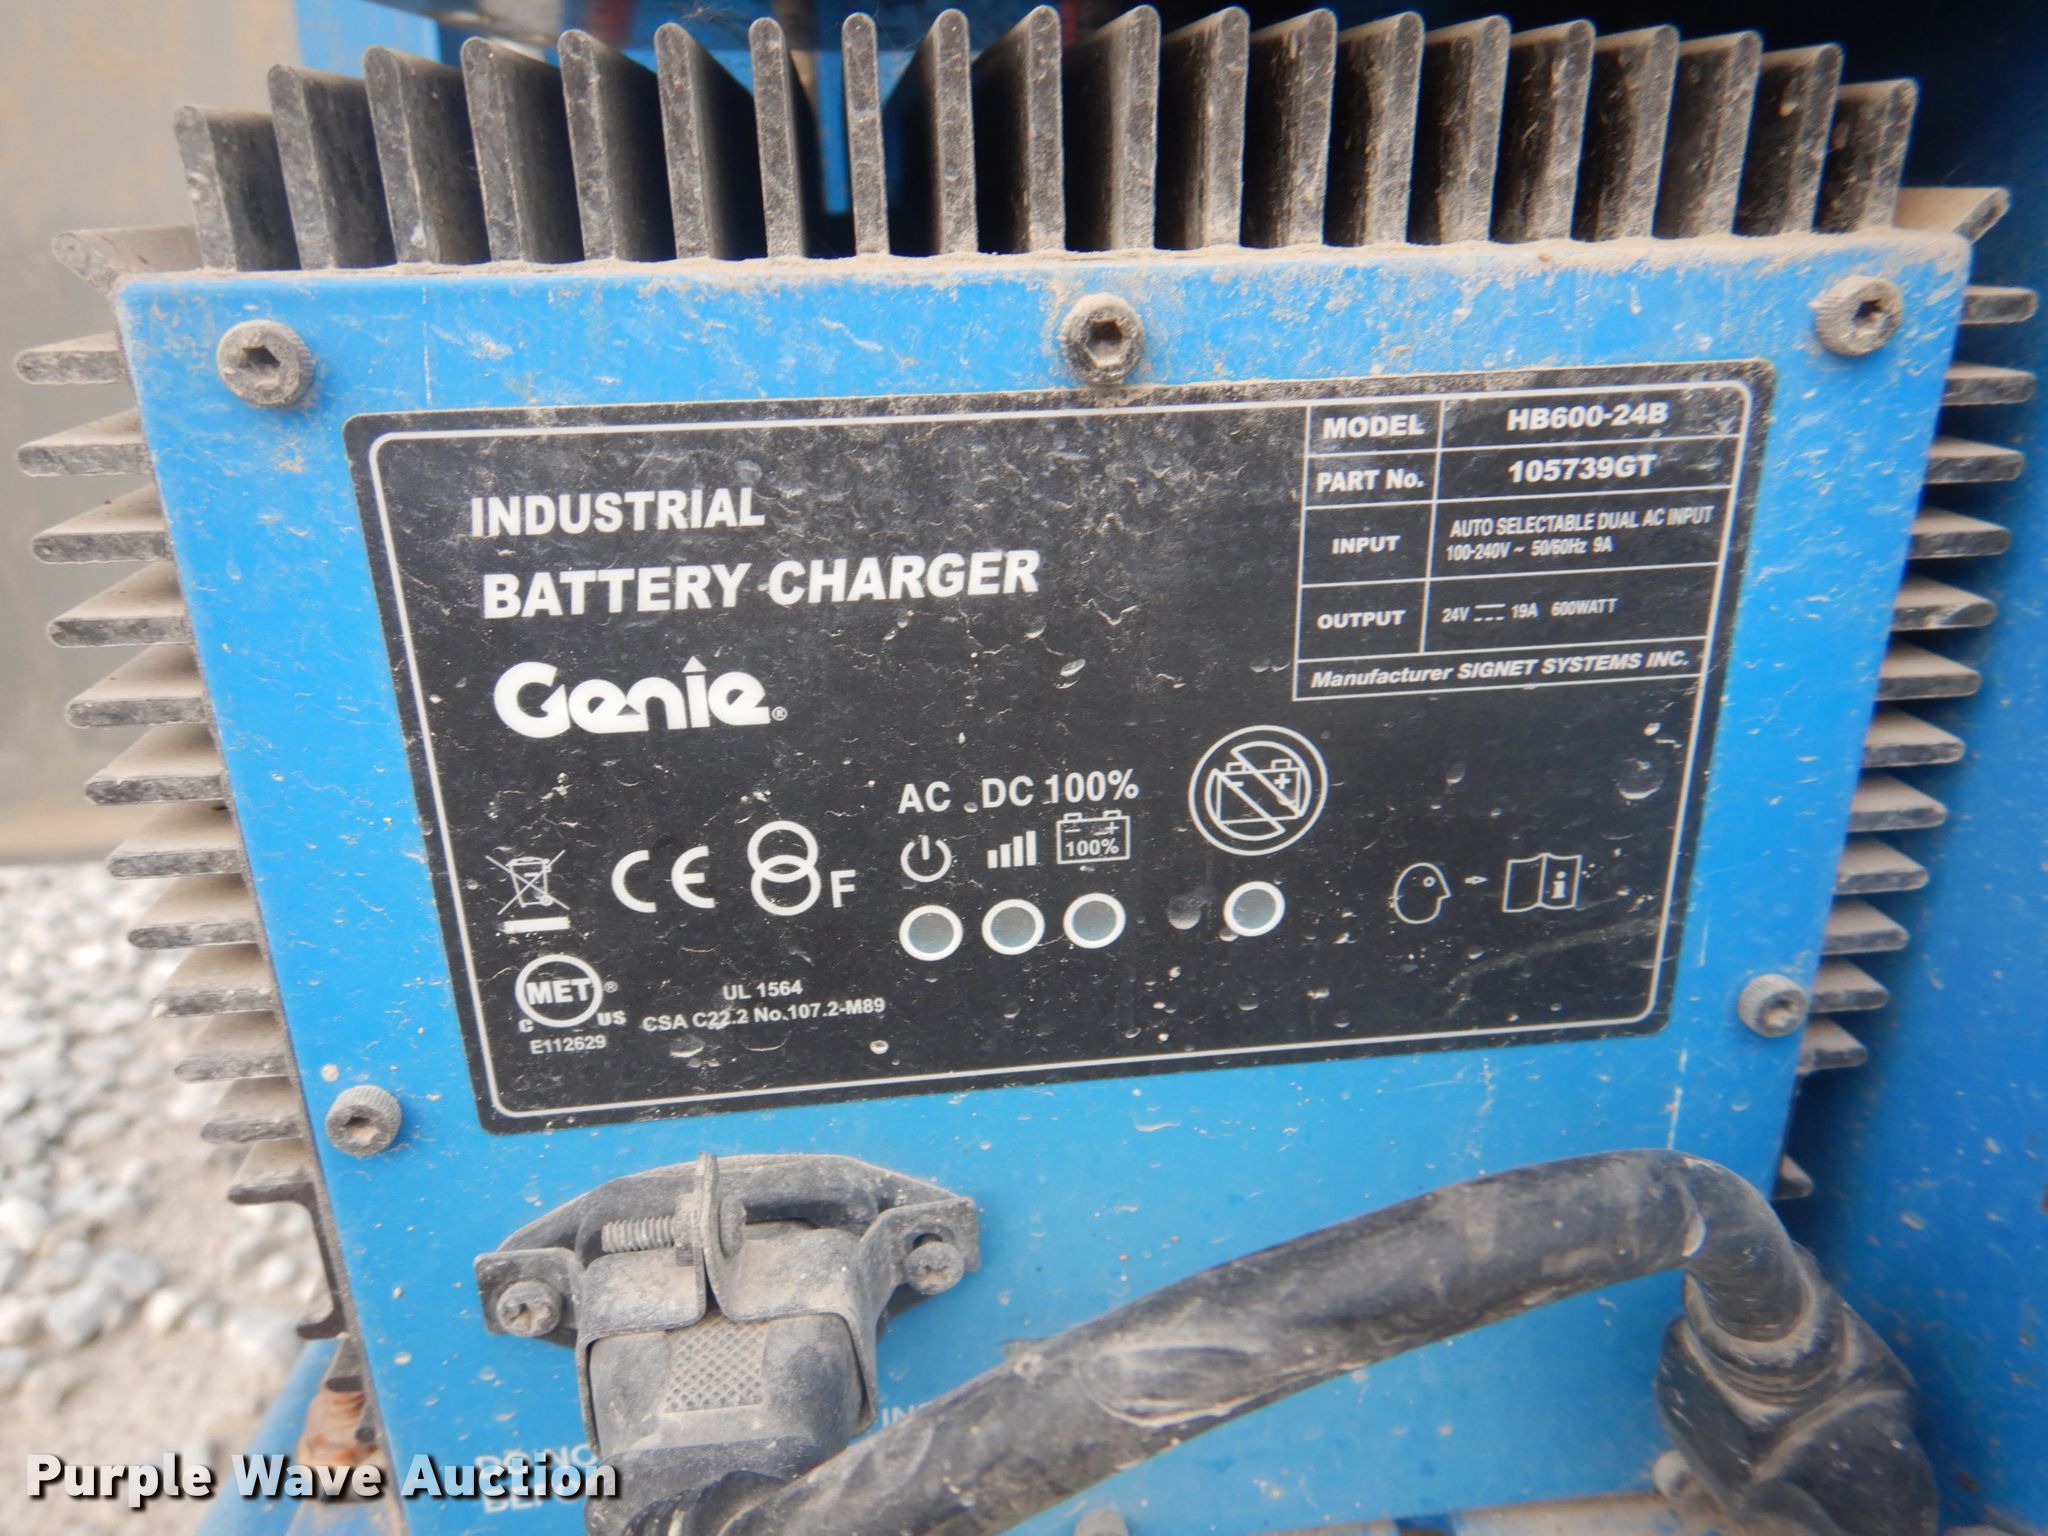 INDUSTRIAL
BATTERY CHARGER
Genie®
MODEL HB600-24B
PART No. 105739GT
INPUT AUTO SELECTABLE DUAL AC INPUT
100-240V ~ 50/60Hz 9A
OUTPUT 24V 19A 600WATT
Manufacturer SIGNET SYSTEMS INC.
AC DC 100%
100%
CE F
i
MET ®
C US
E112629
UL 1564
CSA C22.2 No.107.2-M89
Purple Wave Auction